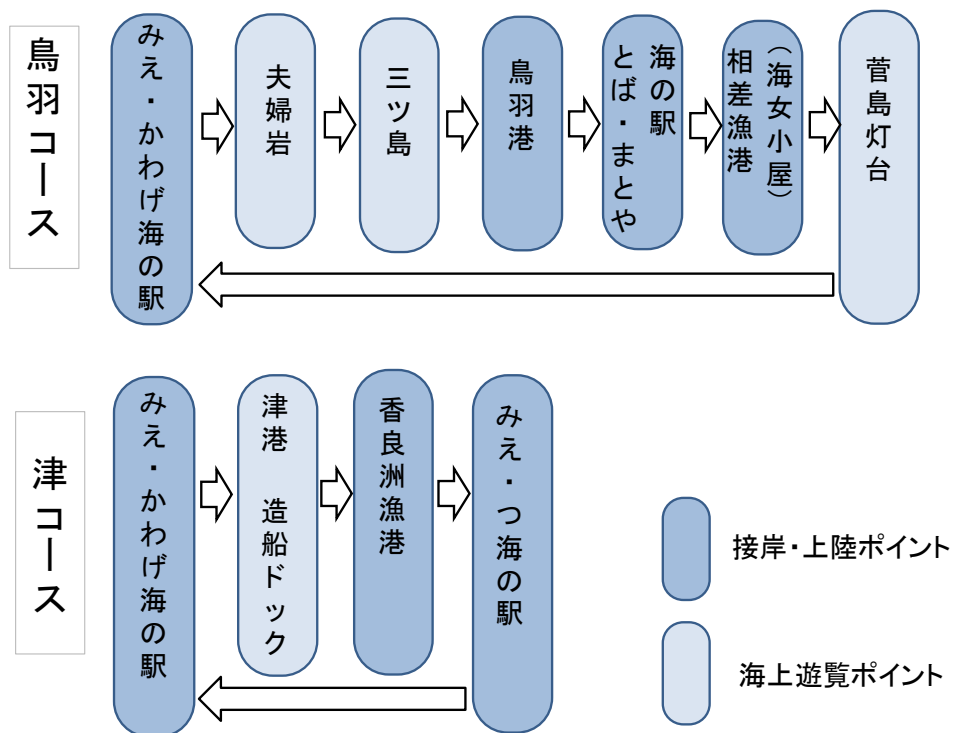 鳥羽コース
みえ・かわげ海の駅
夫婦岩
三ツ島
鳥羽港
海の駅
とば・まとや
(海女小屋)
相差漁港
菅島灯台
津コース
みえ・かわげ海の駅
津港　造船ドック
香良洲漁港
みえ・つ海の駅
接岸・上陸ポイント
海上遊覧ポイント